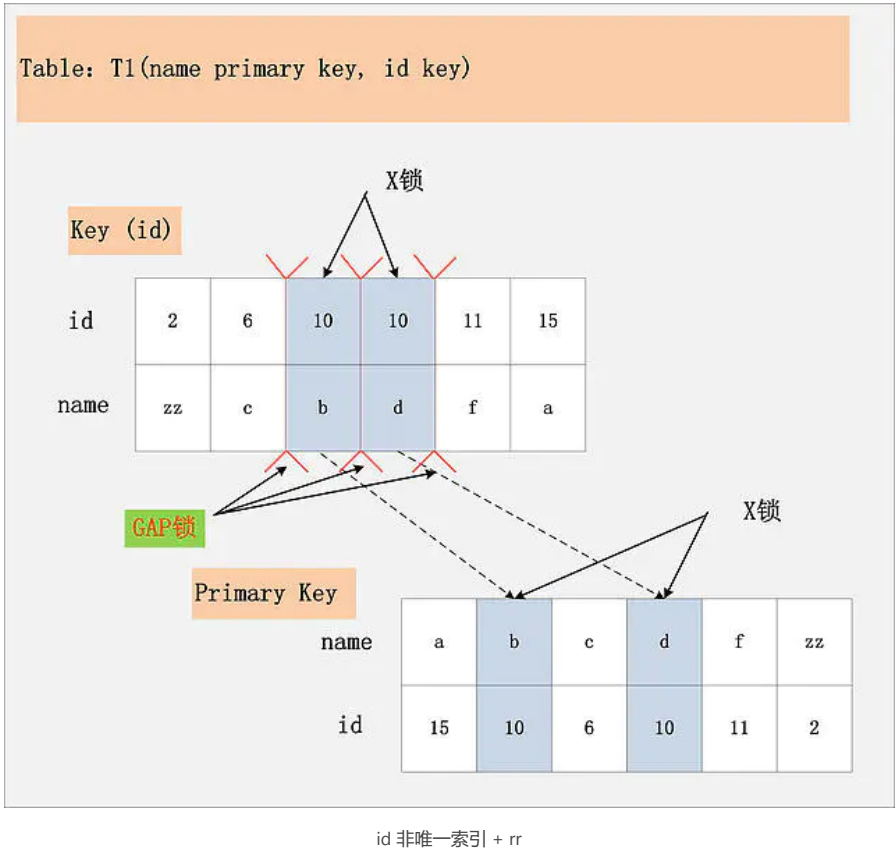 Table：T1(name primary key, id key)
X锁
Key (id)
id 2 6 10 10 11 15
name zz c b d f a
GAP锁
X锁
Primary Key
name a b c d f zz
id 15 10 6 10 11 2
id 非唯一索引 + rr